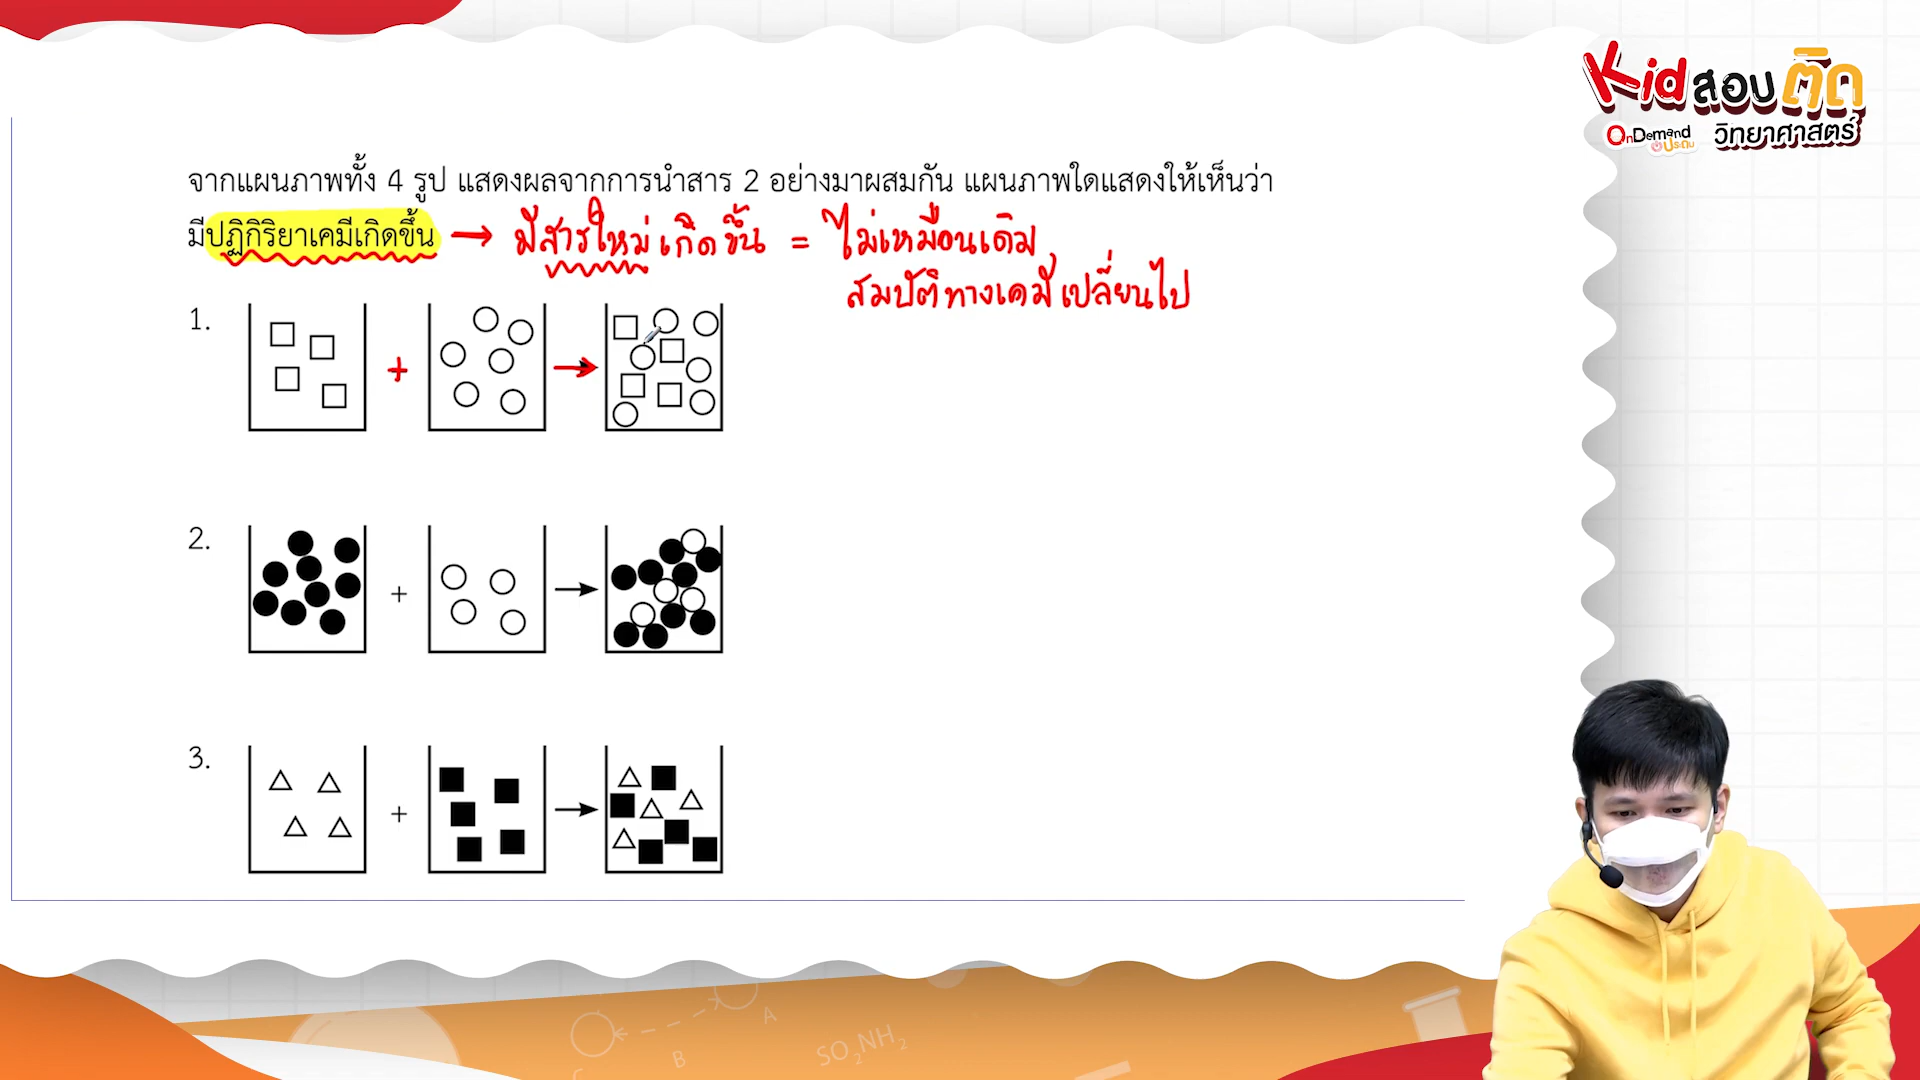 Kidสอบติด
OnDemand ประถม วิทยาศาสตร์
จากแผนภาพทั้ง 4 รูป แสดงผลจากการนำสาร 2 อย่างมาผสมกัน แผนภาพใดแสดงให้เห็นว่า
มีปฏิกิริยาเคมีเกิดขึ้น → มีสารใหม่เกิดขึ้น = ไม่เหมือนเดิม
สมบัติทางเคมีเปลี่ยนไป
1.
+
2.
+
3.
+
A
B
C
SO2NH2